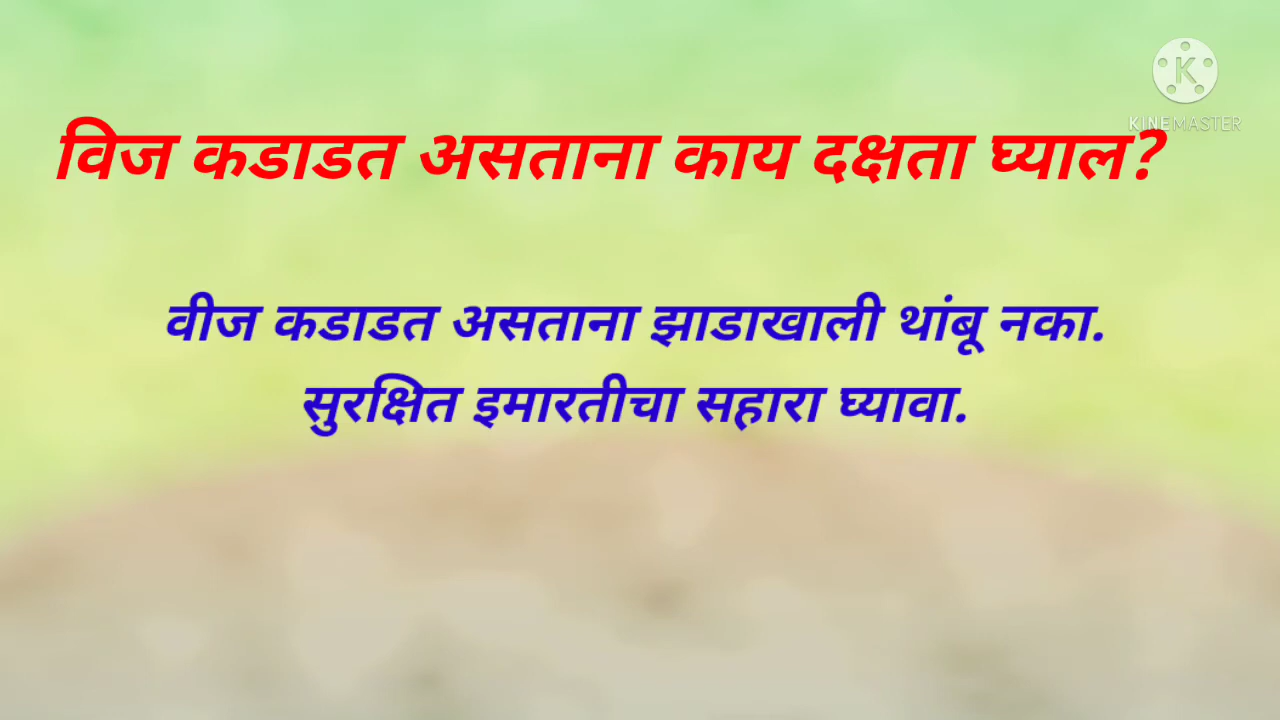 KINEMASTER
विज कडाडत असताना काय दक्षता घ्याल?
वीज कडाडत असताना झाडाखाली थांबू नका.
सुरक्षित इमारतीचा सहारा घ्यावा.